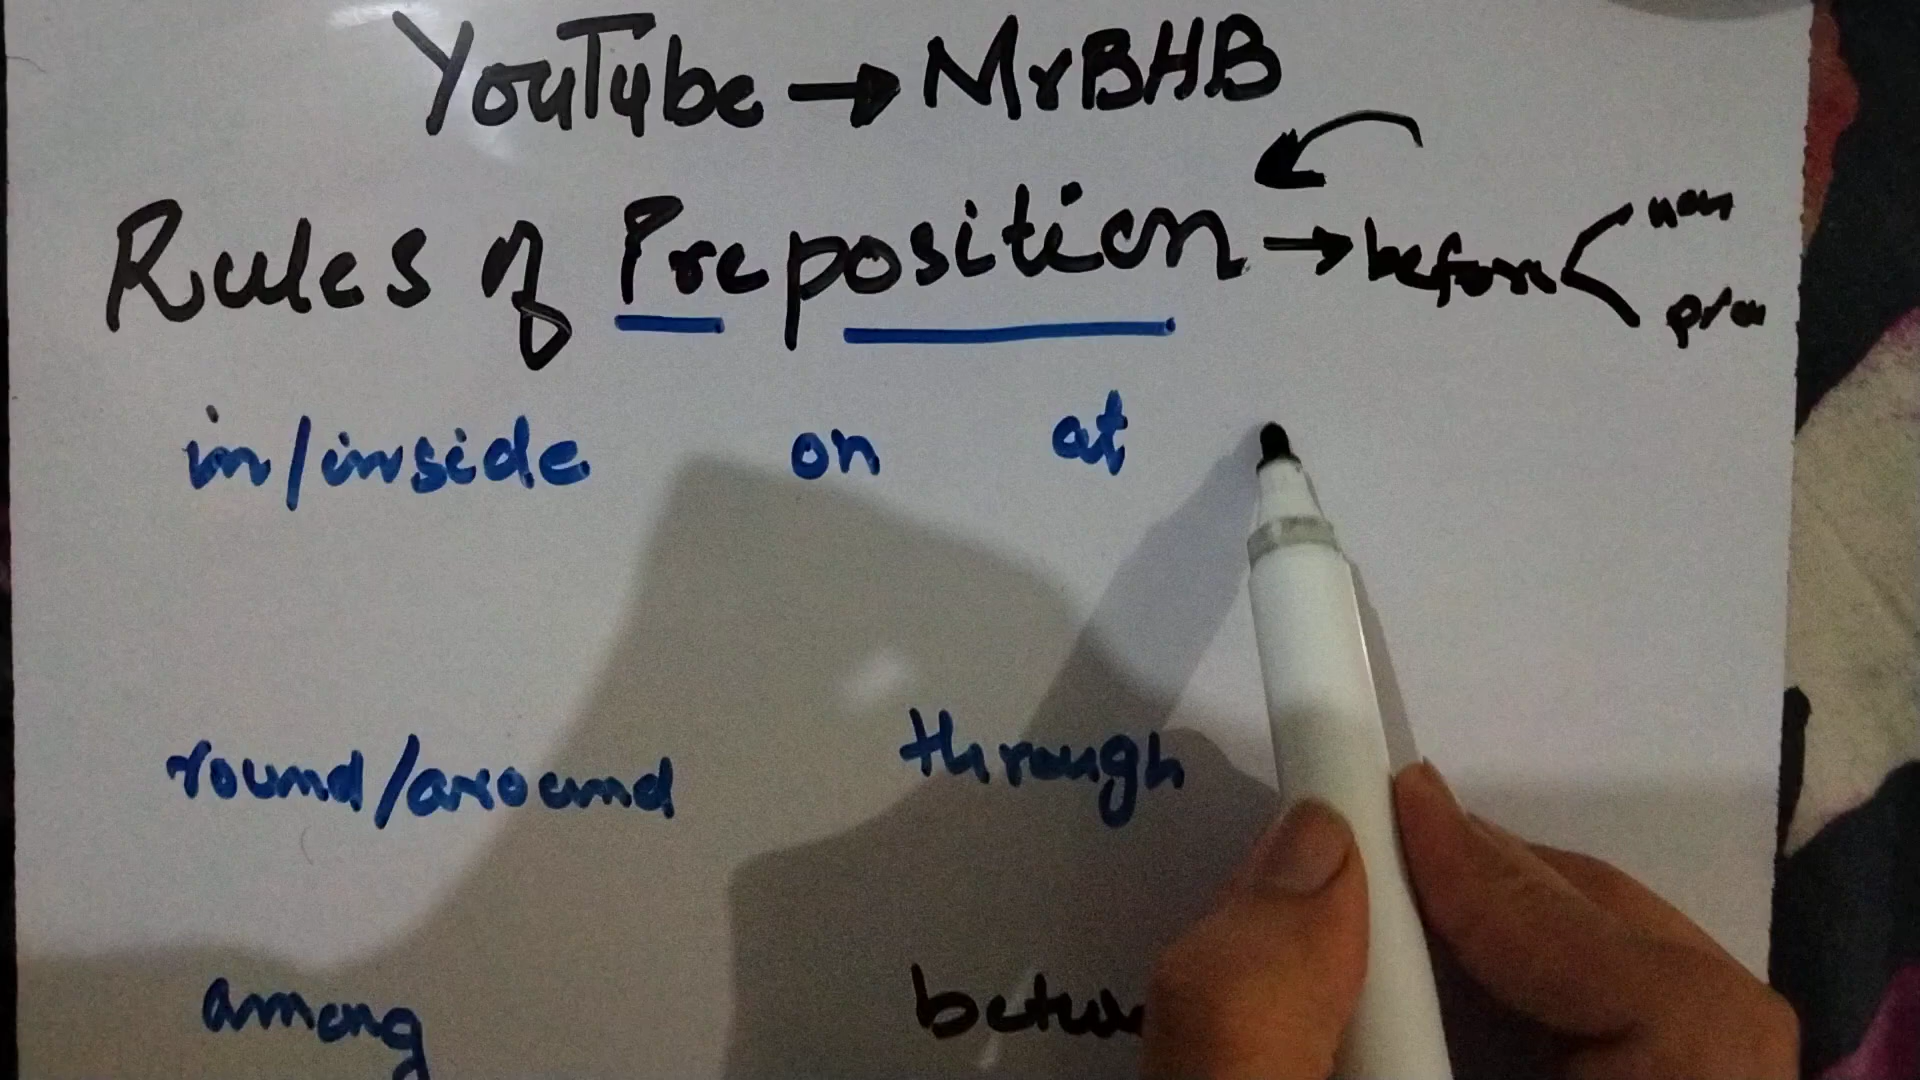 YouTube → MrBHB
Rules of Preposition → before
in/inside on at
round/around through
among